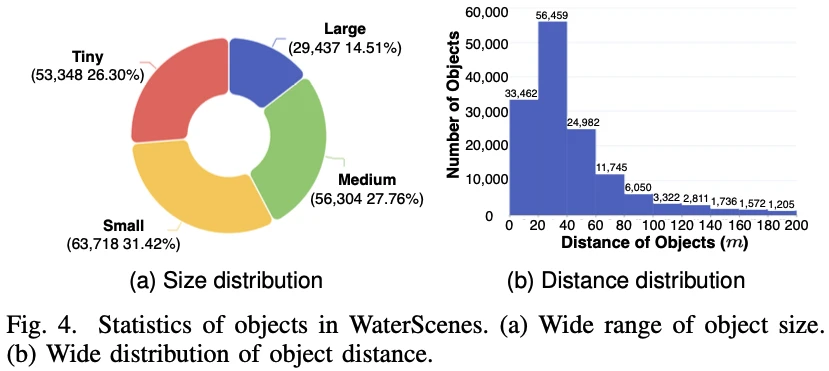 Large
(29,437 14.51%)
Tiny
(53,348 26.30%)
Medium
(56,304 27.76%)
Small
(63,718 31.42%)
(a) Size distribution
Number of Objects
60,000
50,000
40,000
30,000
20,000
10,000
0
33,462
56,459
24,982
11,745
6,050
3,322
2,811
1,736
1,572
1,205
0 20 40 60 80 100 120 140 160 180 200
Distance of Objects (m)
(b) Distance distribution
Fig. 4. Statistics of objects in WaterScenes. (a) Wide range of object size.
(b) Wide distribution of object distance.